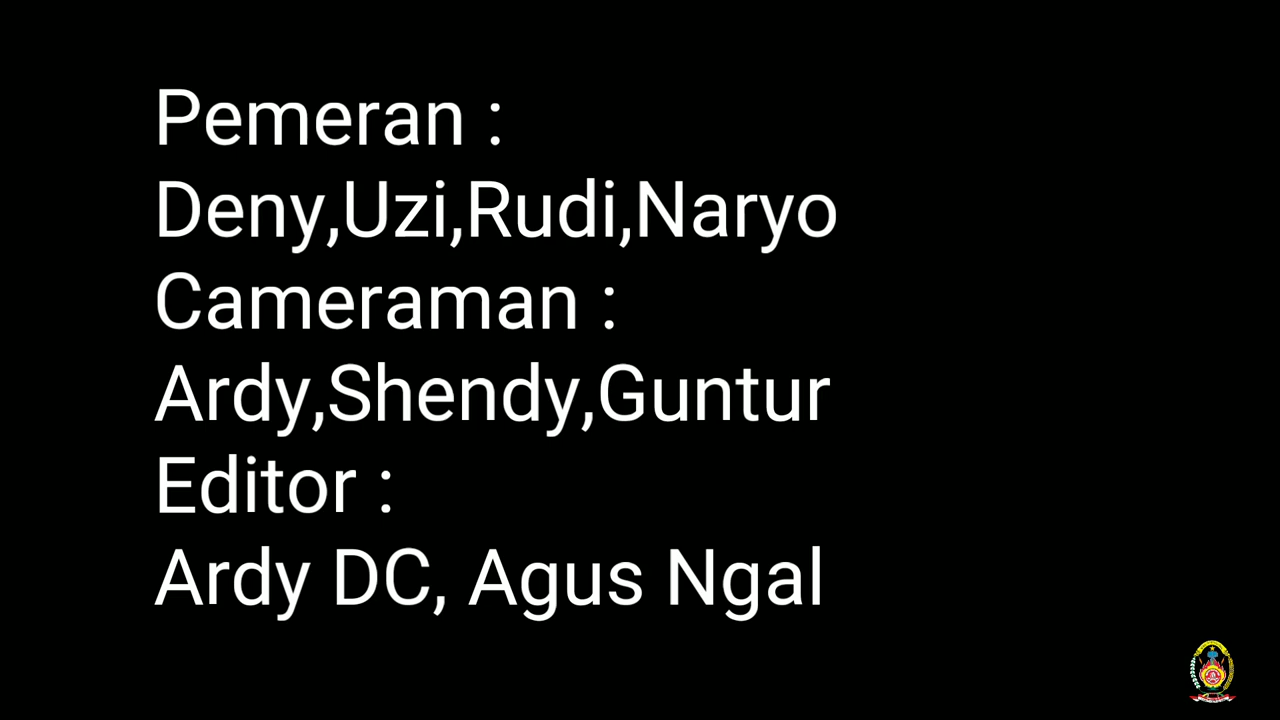 Pemeran :
Deny,Uzi,Rudi,Naryo
Cameraman :
Ardy,Shendy,Guntur
Editor :
Ardy DC, Agus Ngal